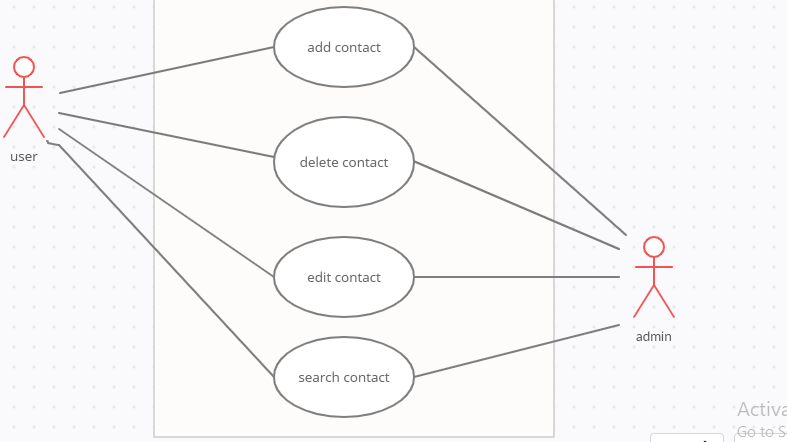 add contact
user
delete contact
edit contact
admin
search contact
Activa
Go to S